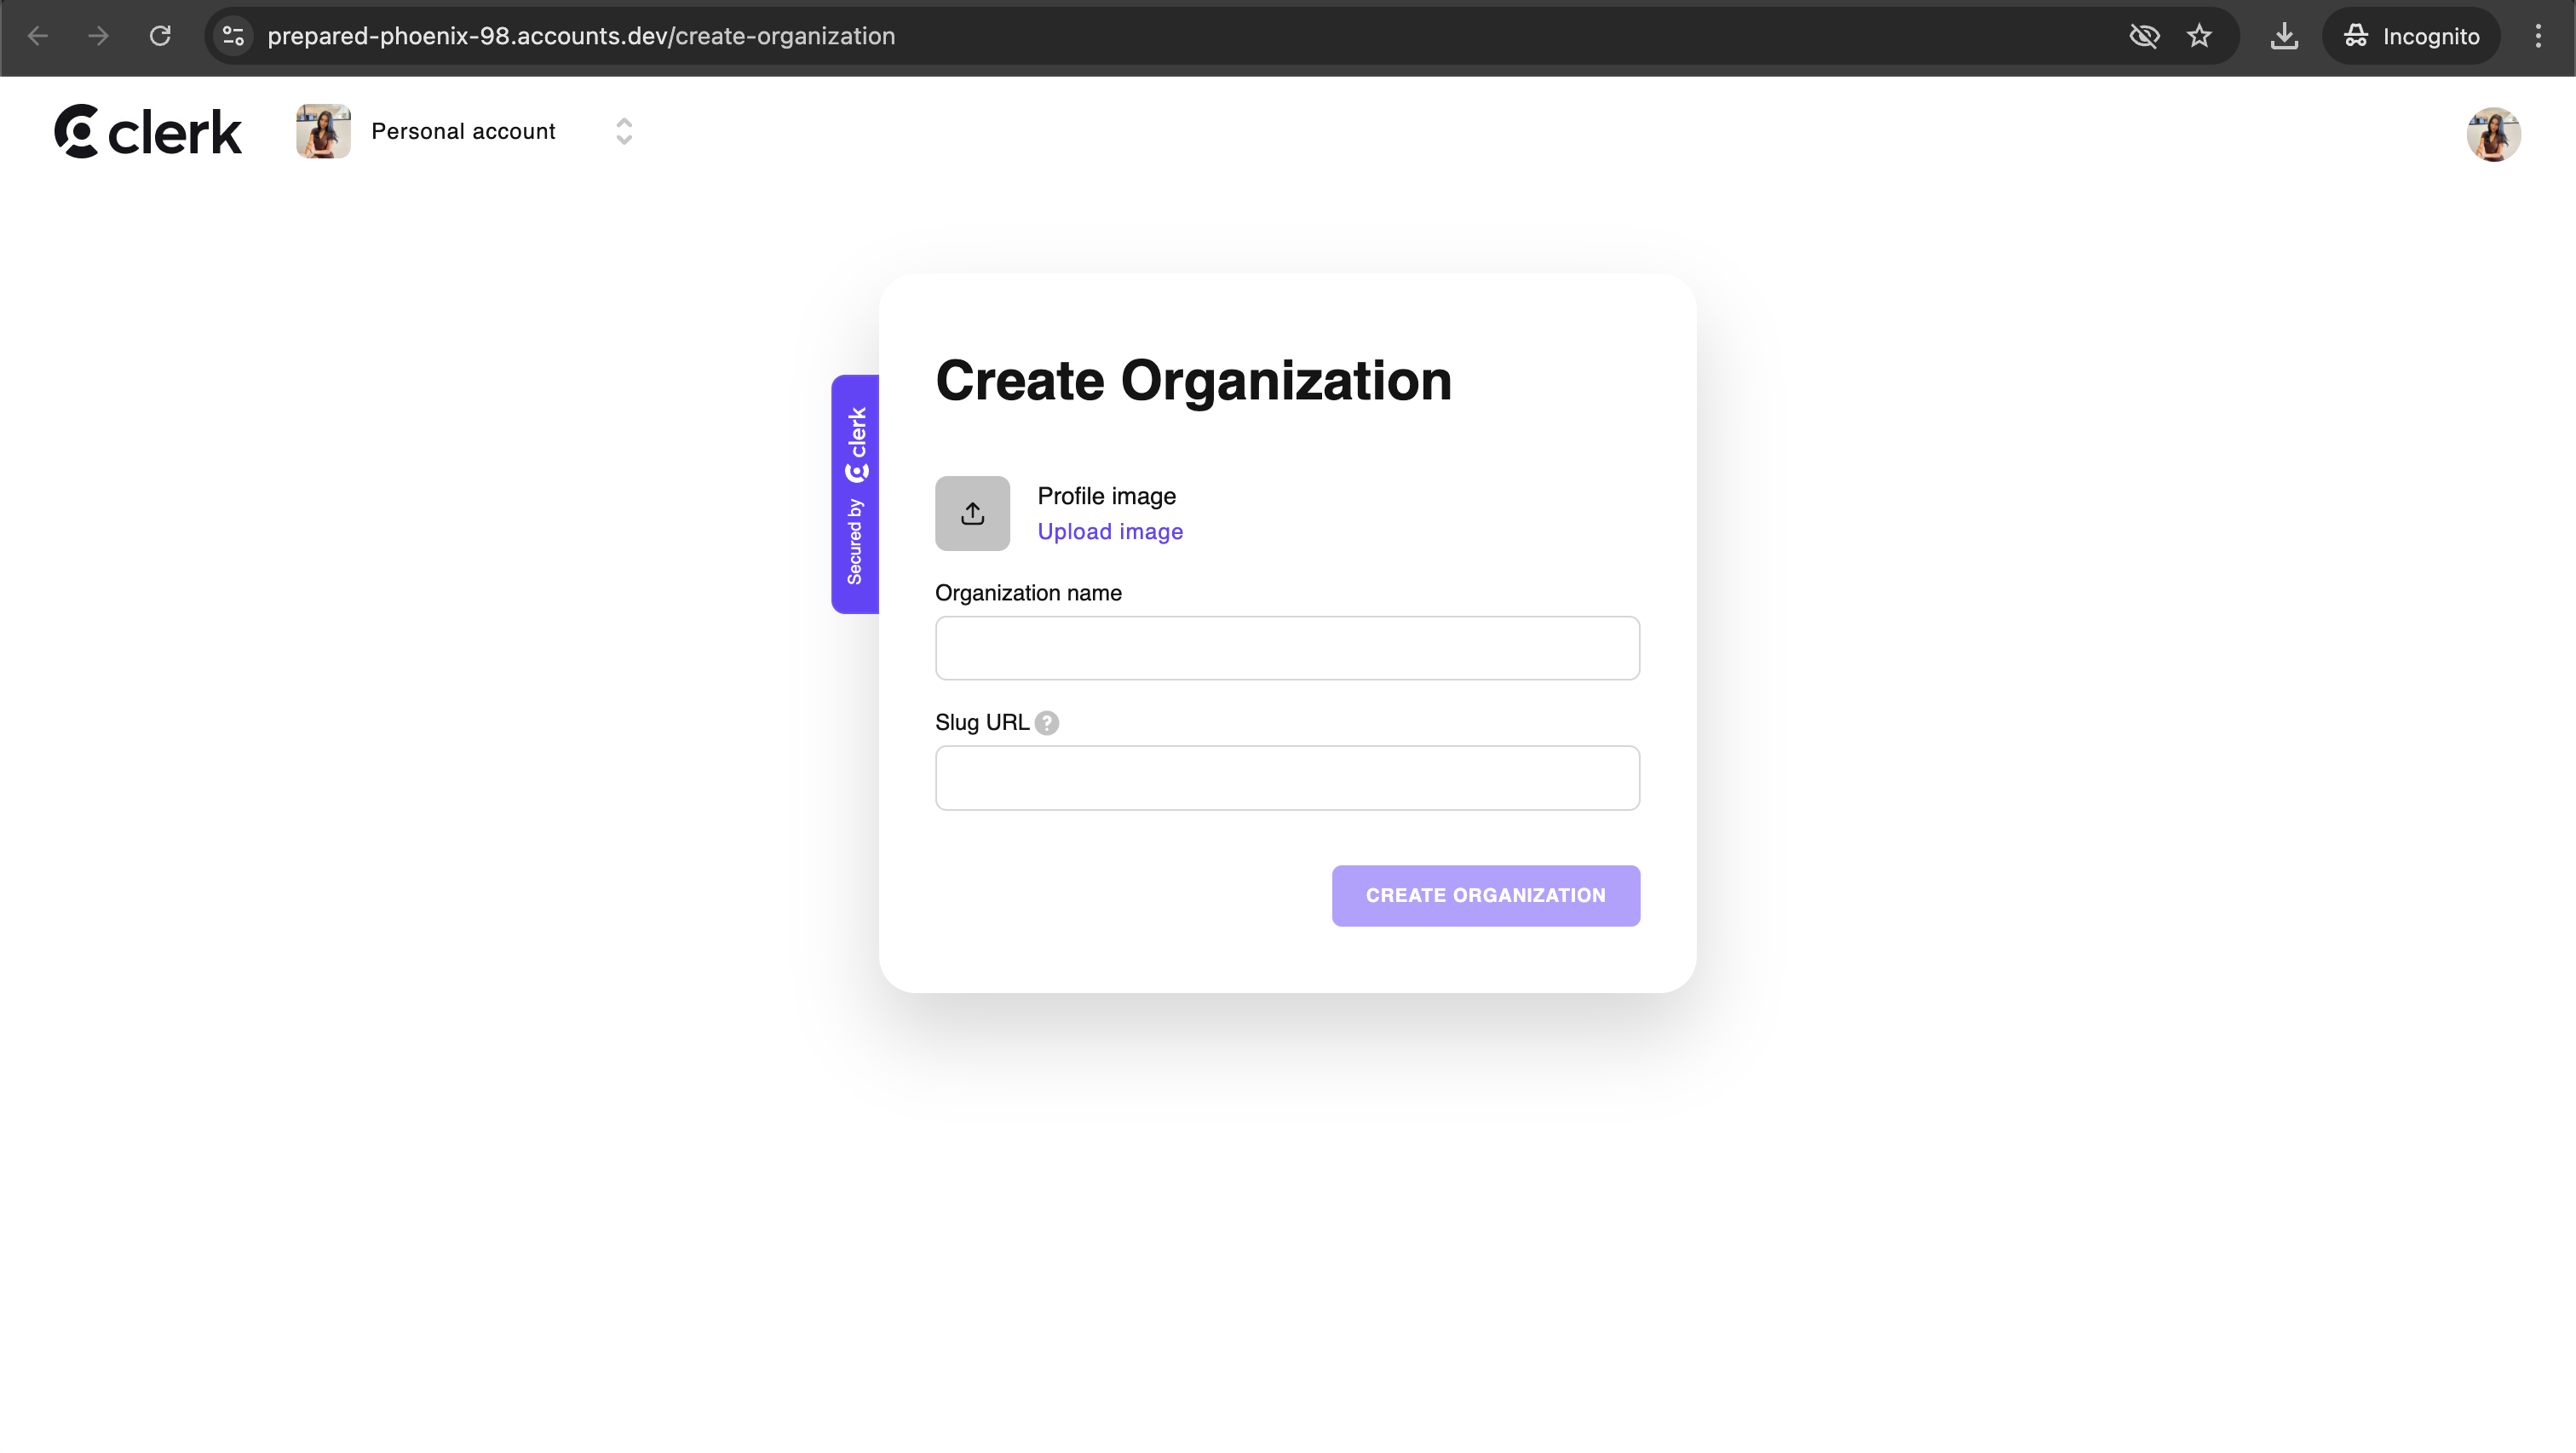 prepared-phoenix-98.accounts.dev/create-organization
Incognito
clerk
Personal account
Create Organization
Secured by clerk
Profile image
Upload image
Organization name
Slug URL ?
CREATE ORGANIZATION